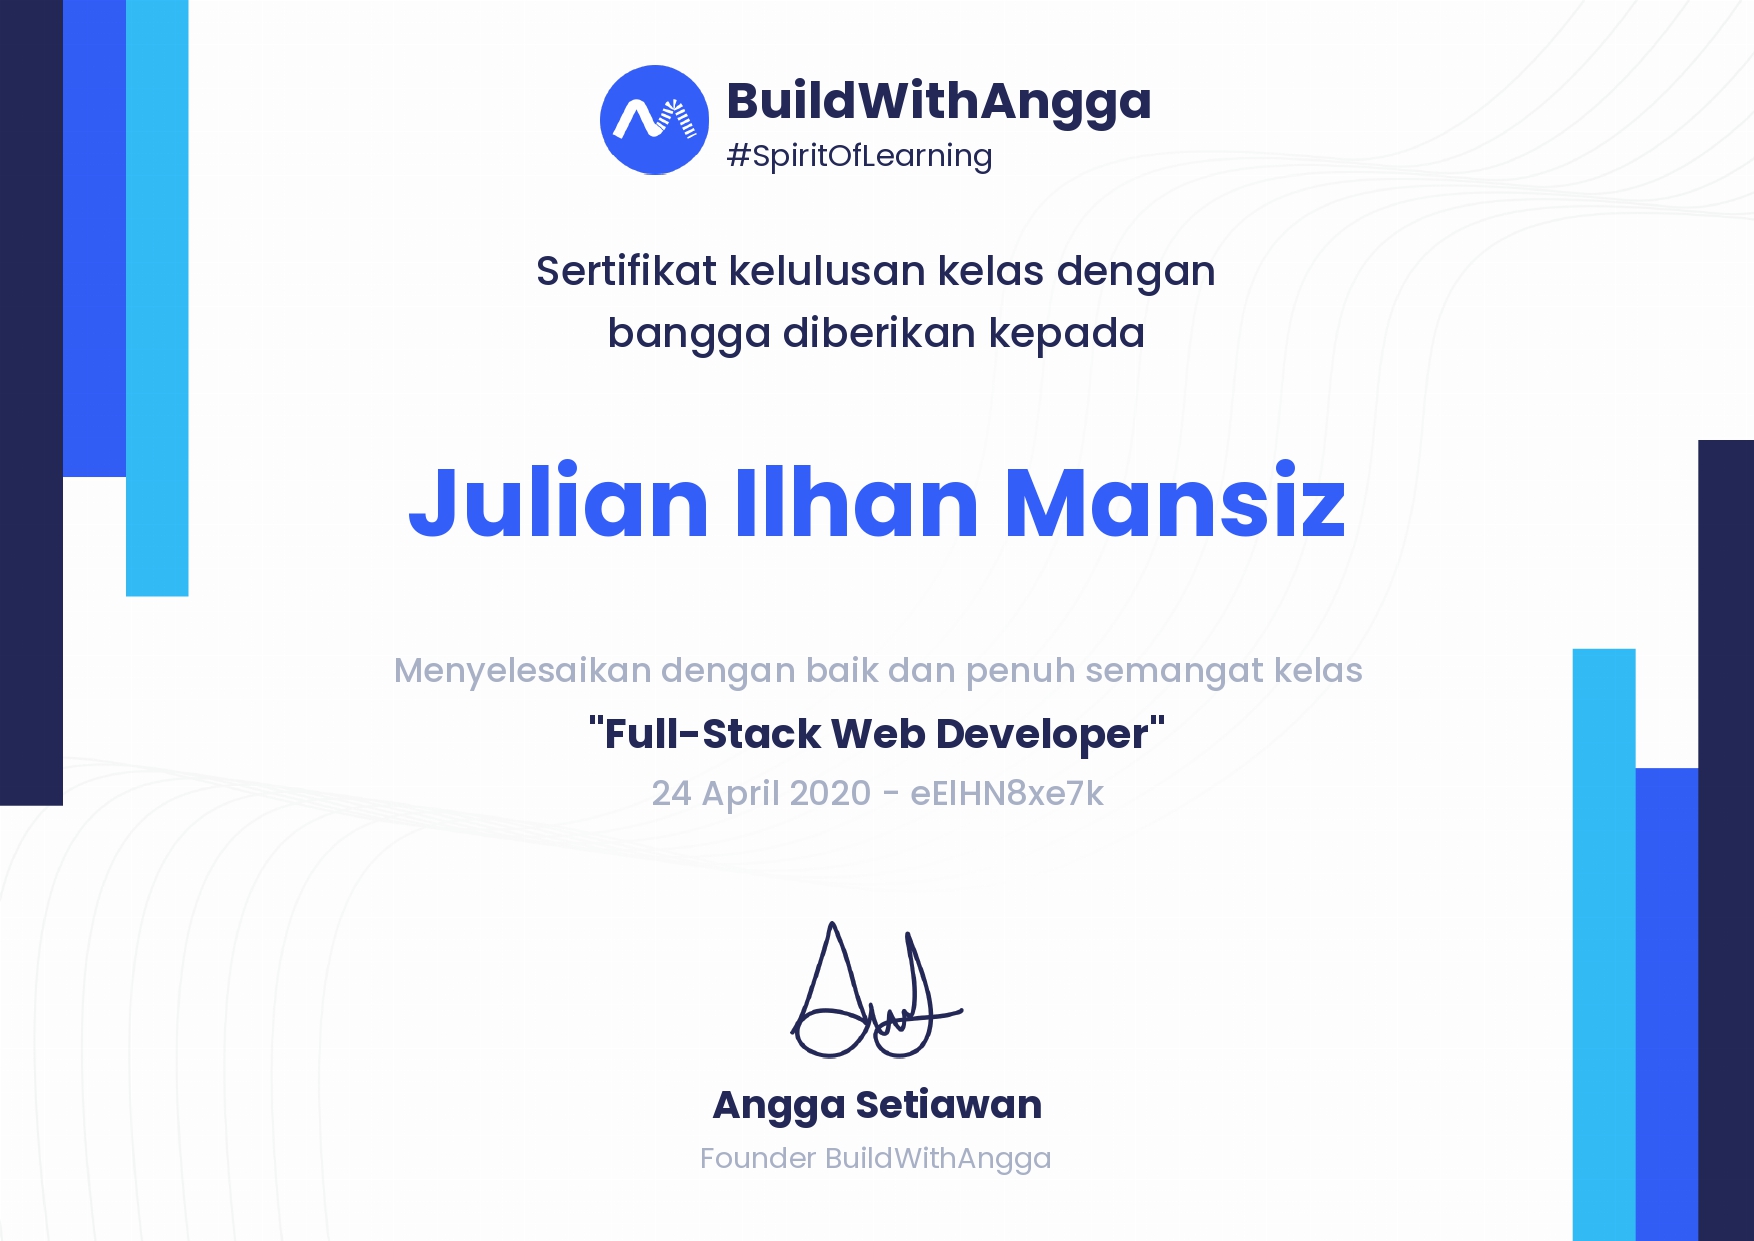 BuildWithAngga
#SpiritOfLearning
Sertifikat kelulusan kelas dengan
bangga diberikan kepada
Julian Ilhan Mansiz
Menyelesaikan dengan baik dan penuh semangat kelas
"Full-Stack Web Developer"
24 April 2020 - eElHN8xe7k
Angga Setiawan
Founder BuildWithAngga